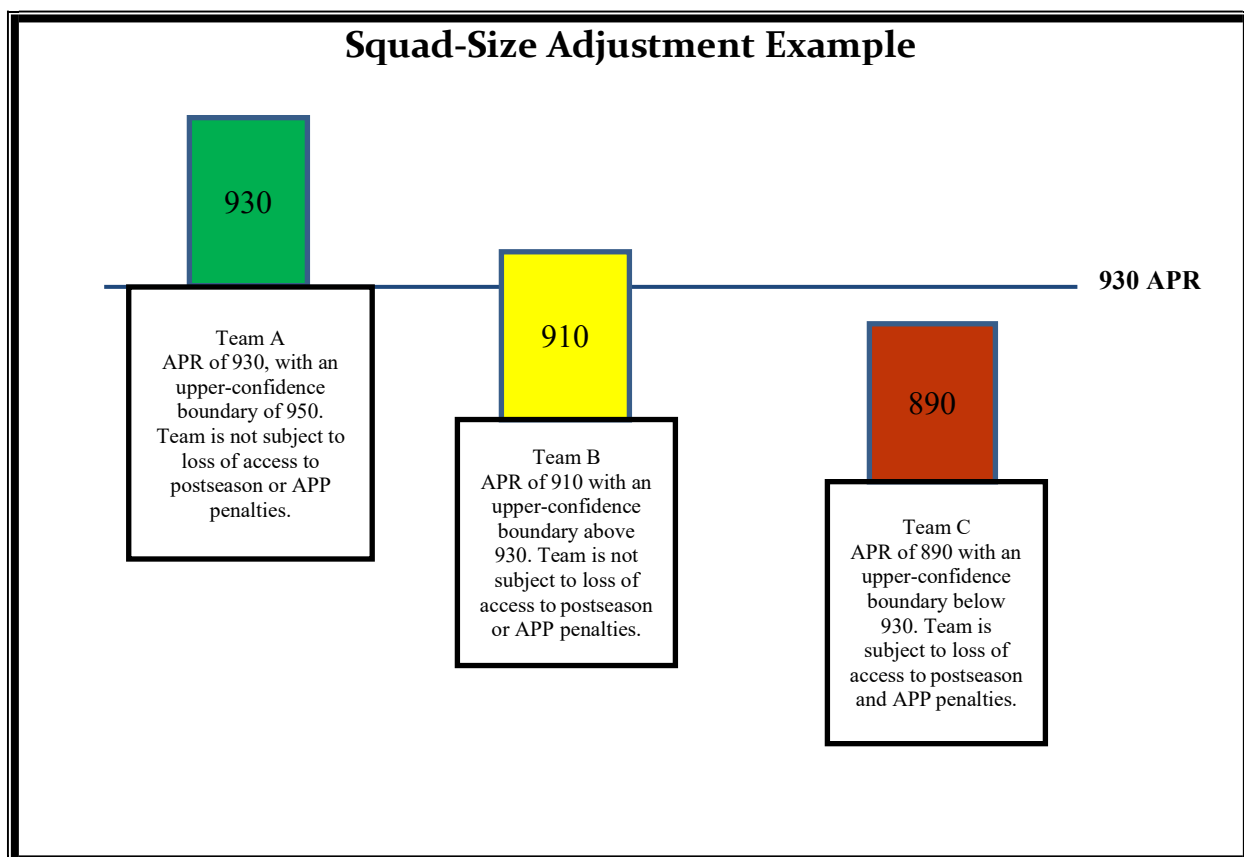 Squad-Size Adjustment Example
930
930 APR
Team A
APR of 930, with an
upper-confidence
boundary of 950.
Team is not subject to
loss of access to
postseason or APP
penalties.
910
Team B
APR of 910 with an
upper-confidence
boundary above
930. Team is not
subject to loss of
access to postseason
or APP penalties.
890
Team C
APR of 890 with an
upper-confidence
boundary below
930. Team is
subject to loss of
access to postseason
and APP penalties.